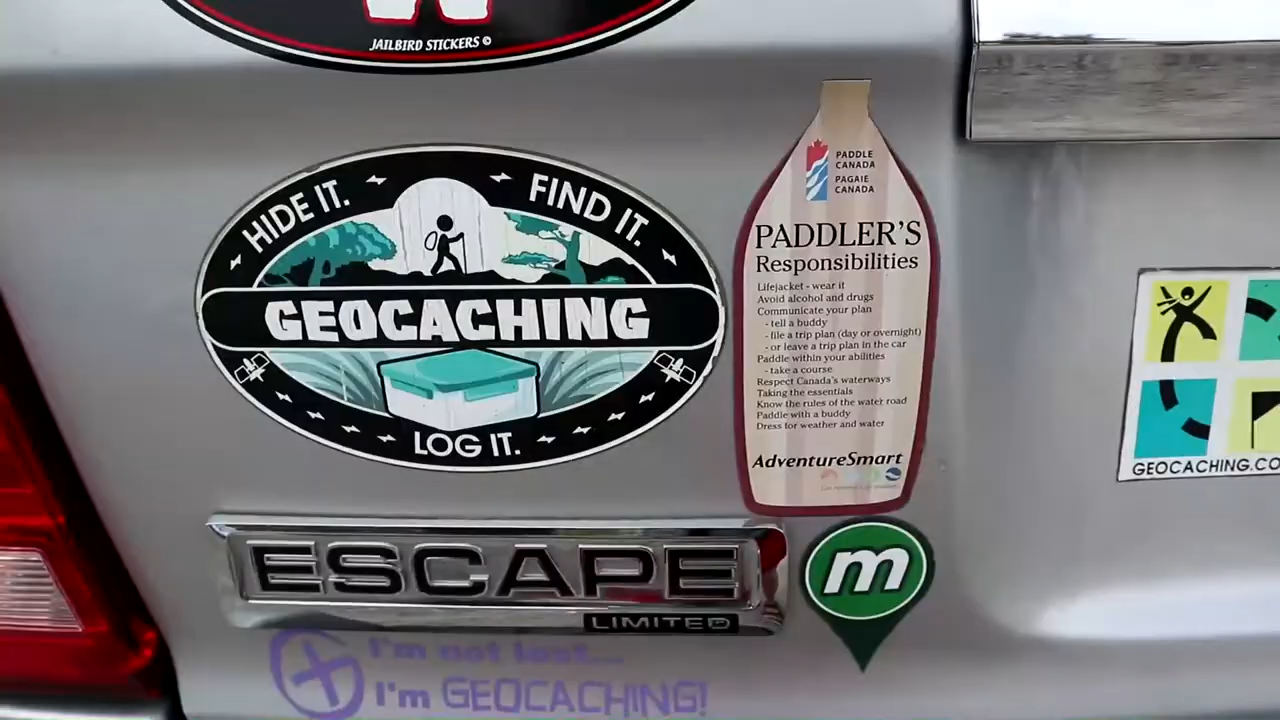 JAILBIRD STICKERS ©
HIDE IT. FIND IT.
GEOCACHING
LOG IT.
PADDLE
CANADA
PAGAIE
CANADA
PADDLER'S
Responsibilities
Lifejacket - wear it
Avoid alcohol and drugs
Communicate your plan
- tell a buddy
- file a trip plan (day or overnight)
- or leave a trip plan in the car
Paddle within your abilities
- take a course
Respect Canada's waterways
Taking the essentials
Know the rules of the water road
Paddle with a buddy
Dress for weather and water
AdventureSmart
GEOCACHING.CO
ESCAPE
LIMITED
m
I'm not lost...
I'm GEOCACHING!